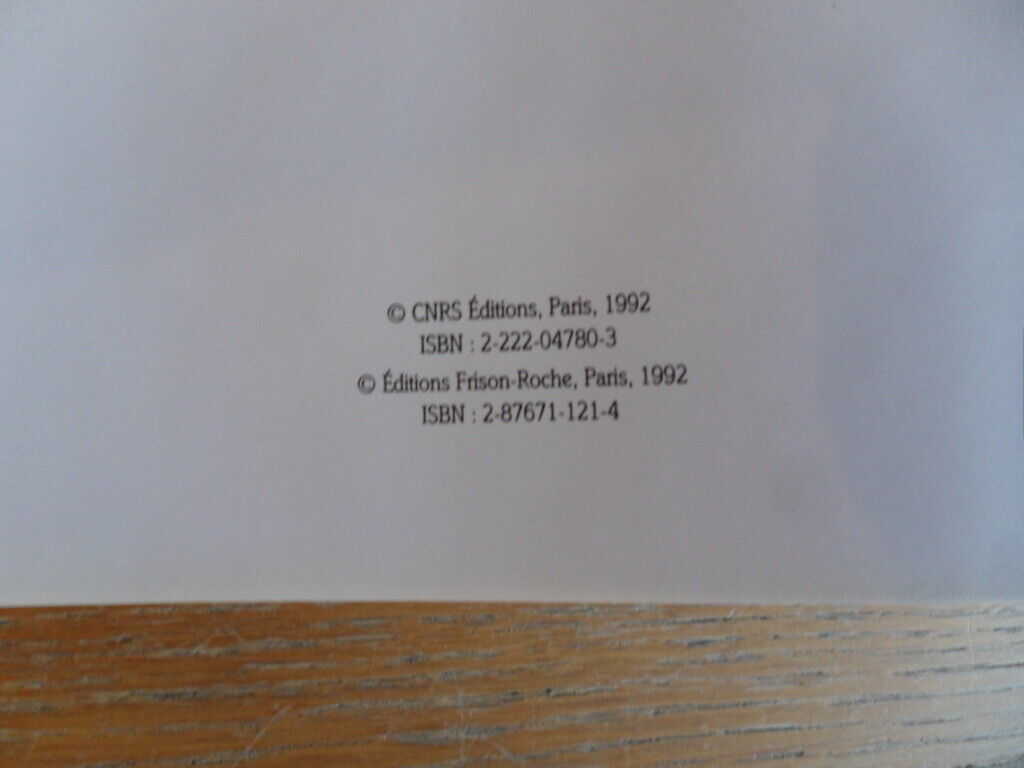 © CNRS Éditions, Paris, 1992
ISBN : 2-222-04780-3
© Éditions Frison-Roche, Paris, 1992
ISBN : 2-87671-121-4